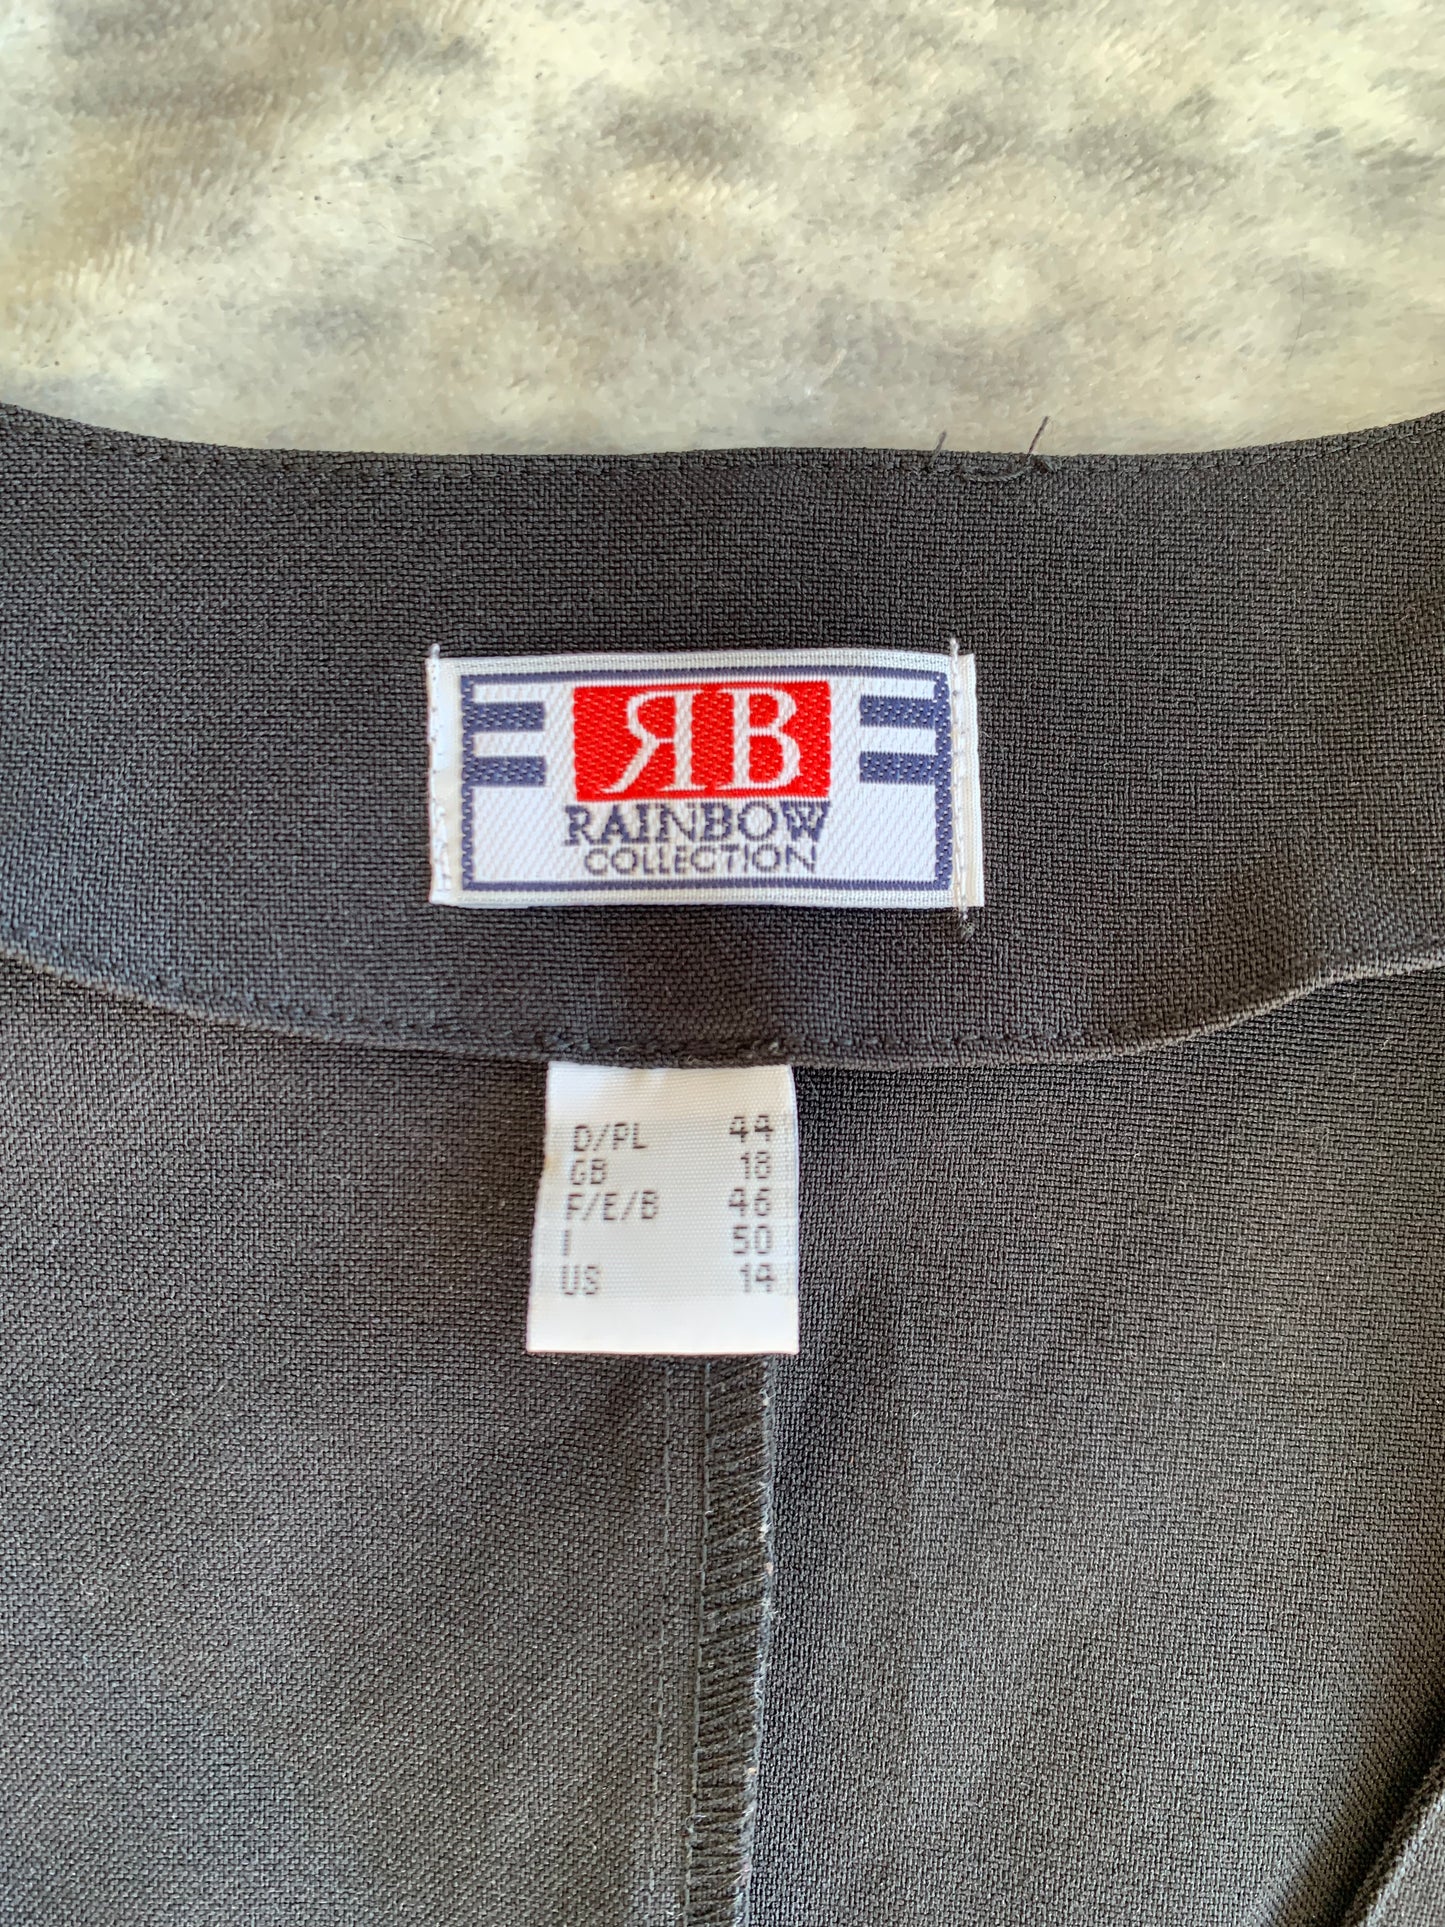 ЯB
RAINBOW
COLLECTION
D/PL 44
GB 18
F/E/B 46
I 50
US 14